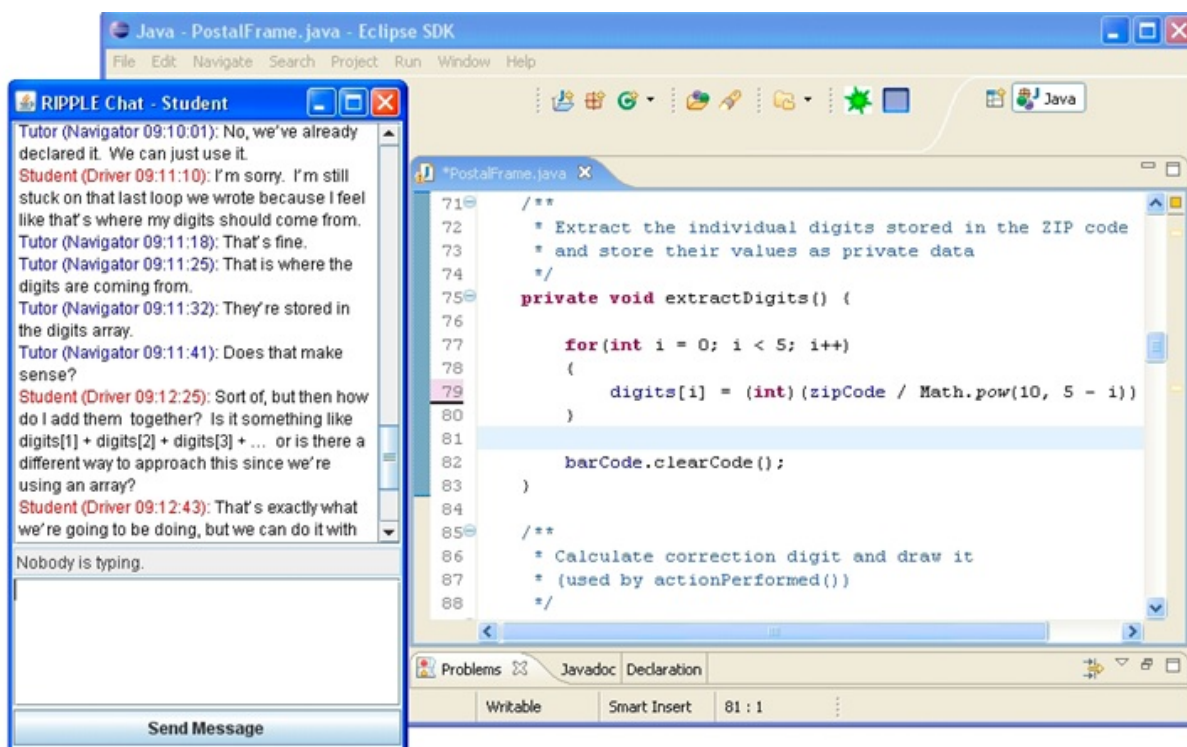 Java - PostalFrame.java - Eclipse SDK
File Edit Navigate Search Project Run Window Help
Java
RIPPLE Chat - Student
Tutor (Navigator 09:10:01): No, we've already
declared it. We can just use it.
Student (Driver 09:11:10): I'm sorry. I'm still
stuck on that last loop we wrote because I feel
like that's where my digits should come from.
Tutor (Navigator 09:11:18): That's fine.
Tutor (Navigator 09:11:25): That is where the
digits are coming from.
Tutor (Navigator 09:11:32): They're stored in
the digits array.
Tutor (Navigator 09:11:41): Does that make
sense?
Student (Driver 09:12:25): Sort of, but then how
do I add them together? Is it something like
digits[1] + digits[2] + digits[3] + ... or is there a
different way to approach this since we're
using an array?
Student (Driver 09:12:43): That's exactly what
we're going to be doing, but we can do it with
Nobody is typing.
Send Message
*PostalFrame.java
71 /**
72 * Extract the individual digits stored in the ZIP code
73 * and store their values as private data
74 */
75 private void extractDigits() {
76
77 for(int i = 0; i < 5; i++)
78 {
79 digits[i] = (int)(zipCode / Math.pow(10, 5 - i))
80 }
81
82 barCode.clearCode();
83 }
84
85 /**
86 * Calculate correction digit and draw it
87 * (used by actionPerformed())
88 */
Problems Javadoc Declaration
Writable Smart Insert 81 : 1